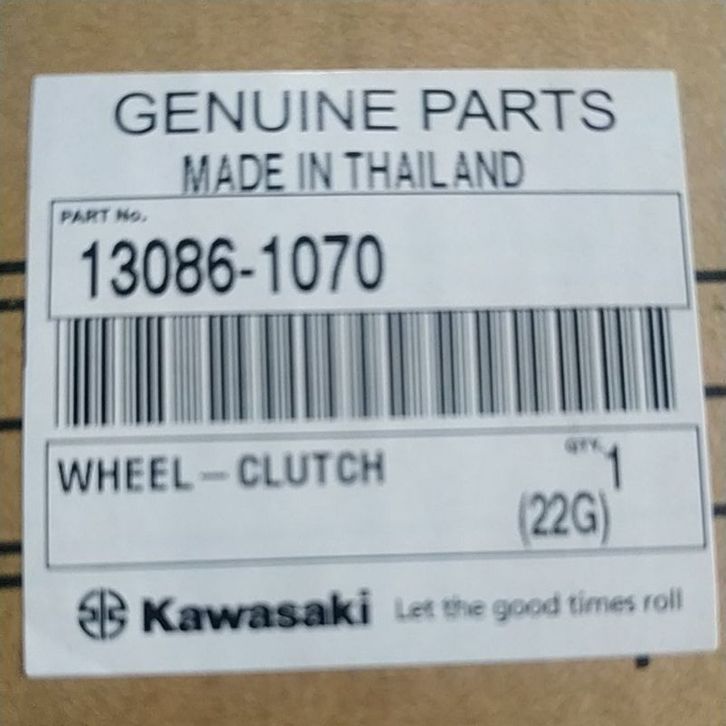 GENUINE PARTS
MADE IN THAILAND
PART No.
13086-1070
WHEEL-CLUTCH
QTY.
1
(22G)
Kawasaki Let the good times roll